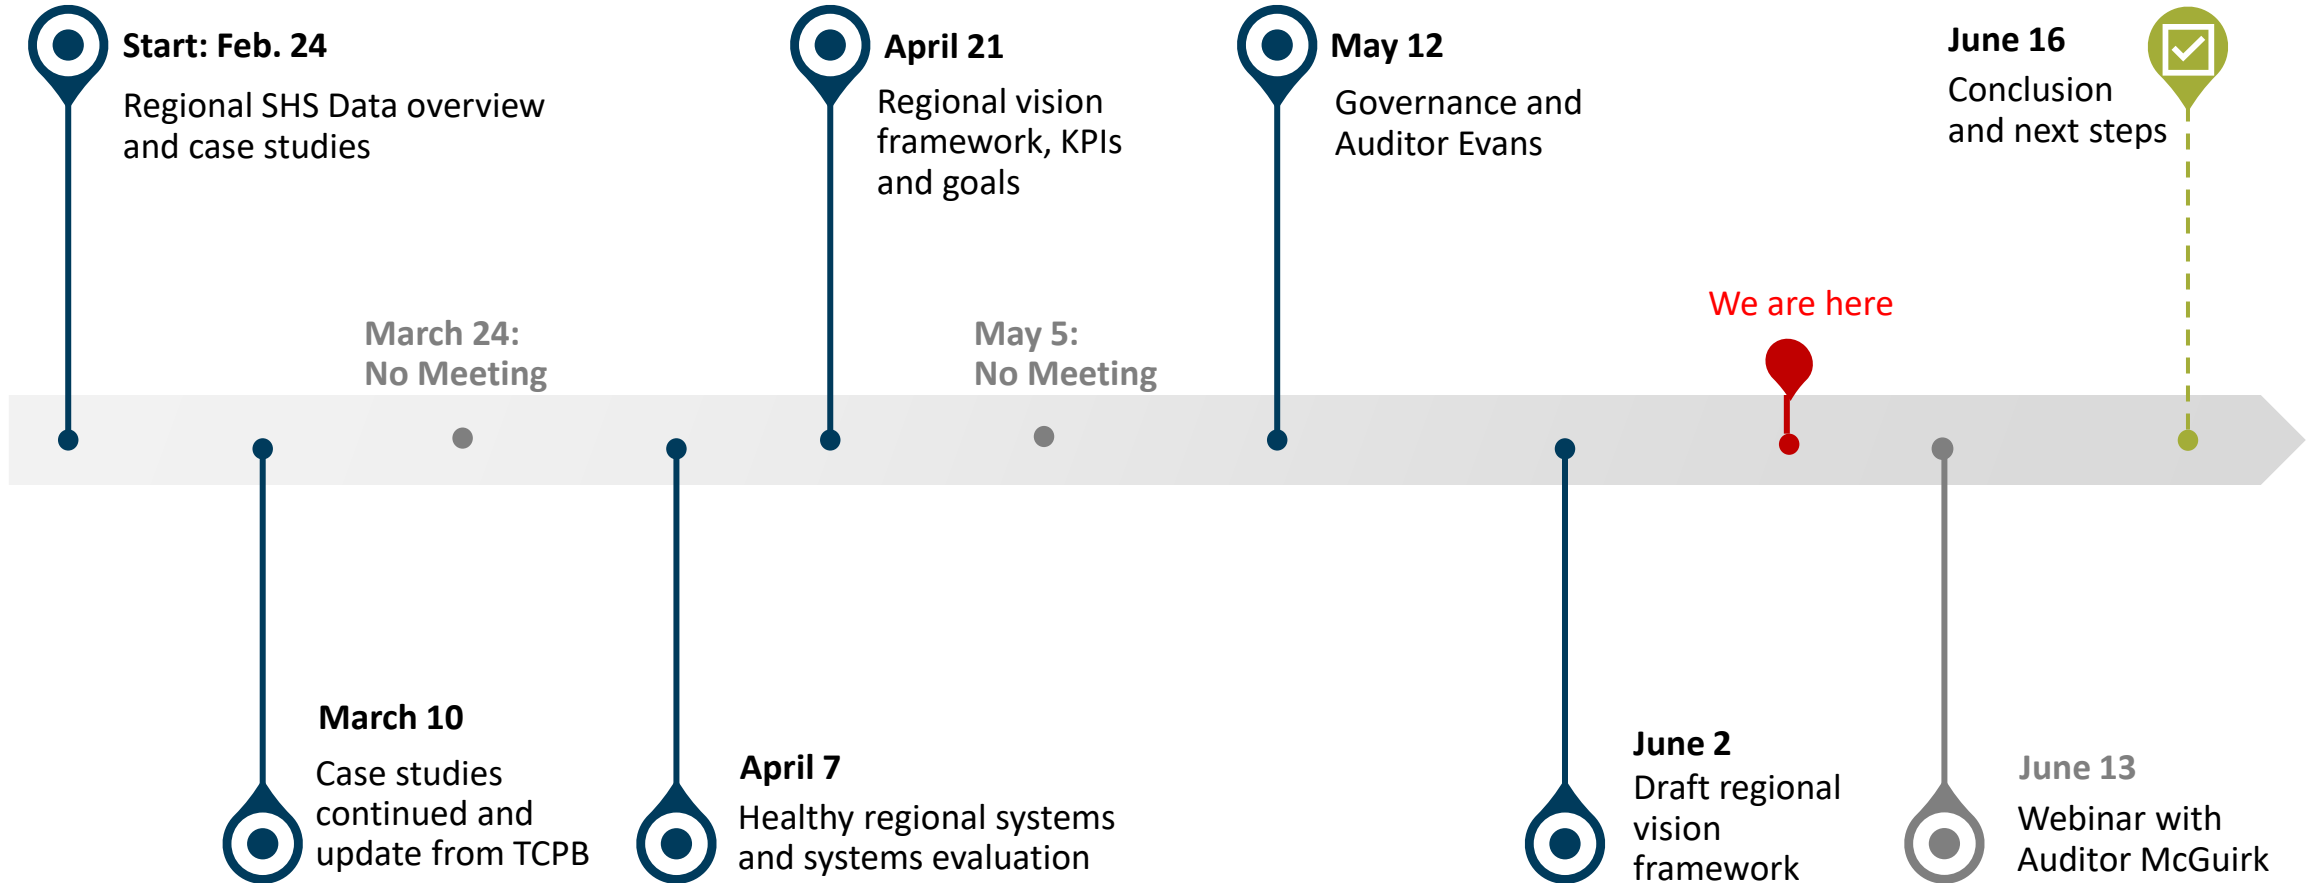 Start: Feb. 24
Regional SHS Data overview
and case studies
April 21
Regional vision
framework, KPIs
and goals
May 12
Governance and
Auditor Evans
June 16
Conclusion
and next steps
We are here
March 24:
No Meeting
May 5:
No Meeting
March 10
Case studies
continued and
update from TCPB
April 7
Healthy regional systems
and systems evaluation
June 2
Draft regional
vision
framework
June 13
Webinar with
Auditor McGuirk